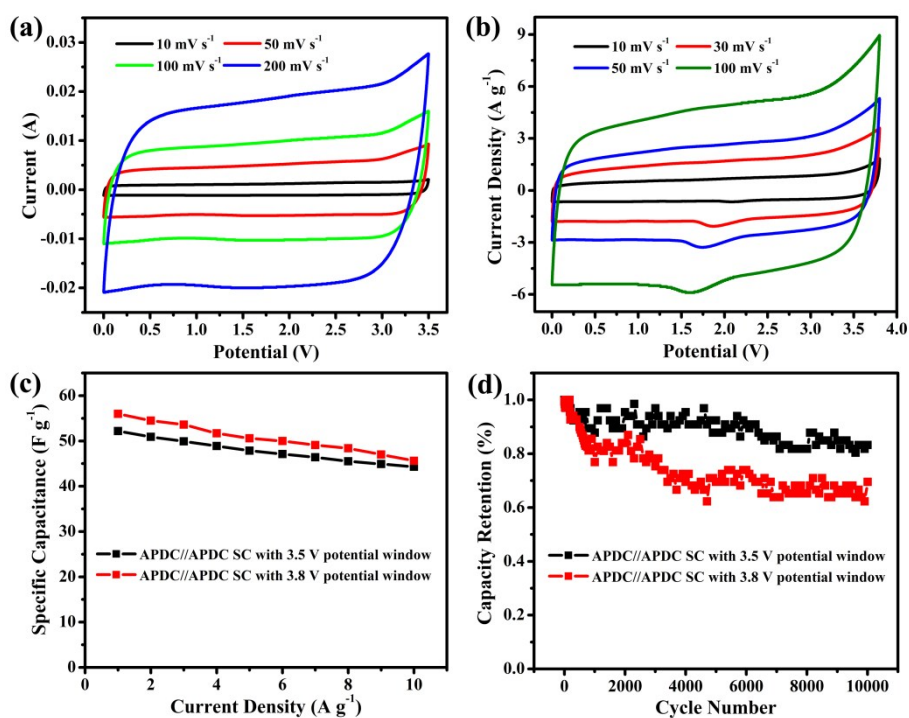 (a)
10 mV s⁻¹ 50 mV s⁻¹
100 mV s⁻¹ 200 mV s⁻¹
0.03
0.02
0.01
0.00
-0.01
-0.02
Current (A)
0.0 0.5 1.0 1.5 2.0 2.5 3.0 3.5
Potential (V)
(b)
10 mV s⁻¹ 30 mV s⁻¹
50 mV s⁻¹ 100 mV s⁻¹
9
6
3
0
-3
-6
Current Density (A g⁻¹)
0.0 0.5 1.0 1.5 2.0 2.5 3.0 3.5 4.0
Potential (V)
(c)
60
50
40
30
20
10
0
Specific Capacitance (F g⁻¹)
APDC//APDC SC with 3.5 V potential window
APDC//APDC SC with 3.8 V potential window
2 4 6 8 10
Current Density (A g⁻¹)
(d)
1.0
0.8
0.6
0.4
0.2
0.0
Capacity Retention (%)
APDC//APDC SC with 3.5 V potential window
APDC//APDC SC with 3.8 V potential window
0 2000 4000 6000 8000 10000
Cycle Number